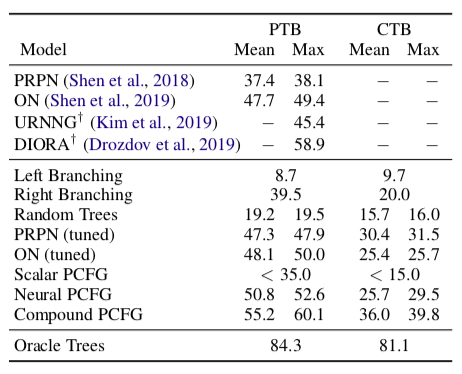 PTB CTB
Model Mean Max Mean Max
PRPN (Shen et al., 2018) 37.4 38.1 − −
ON (Shen et al., 2019) 47.7 49.4 − −
URNNG† (Kim et al., 2019) − 45.4 − −
DIORA† (Drozdov et al., 2019) − 58.9 − −
Left Branching 8.7 9.7
Right Branching 39.5 20.0
Random Trees 19.2 19.5 15.7 16.0
PRPN (tuned) 47.3 47.9 30.4 31.5
ON (tuned) 48.1 50.0 25.4 25.7
Scalar PCFG < 35.0 < 15.0
Neural PCFG 50.8 52.6 25.7 29.5
Compound PCFG 55.2 60.1 36.0 39.8
Oracle Trees 84.3 81.1